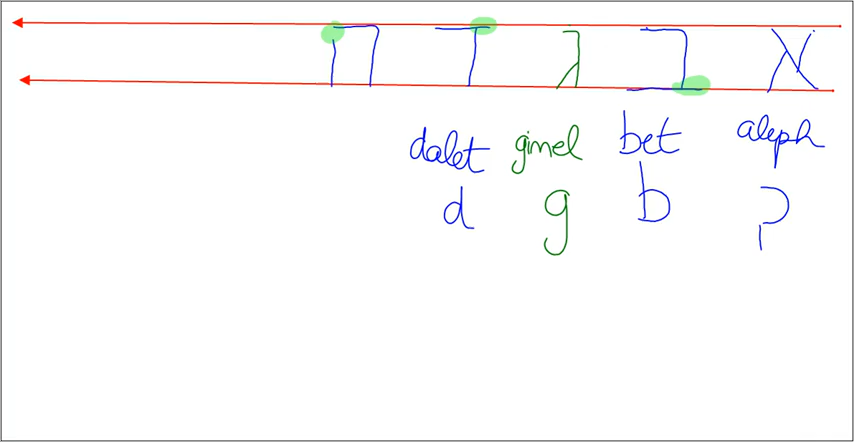 א ב ג ד ה
dalet gimel bet aleph
d g b ʔ